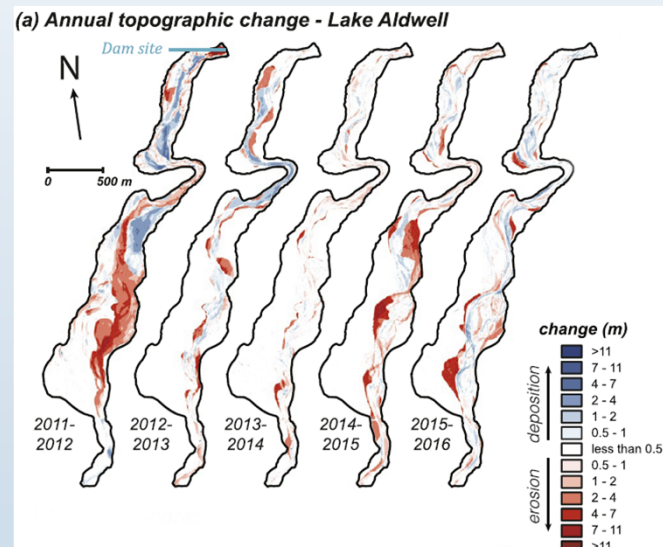 (a) Annual topographic change - Lake Aldwell
Dam site
N
0 500 m
2011-
2012
2012-
2013
2013-
2014
2014-
2015
2015-
2016
change (m)
deposition
erosion
>11
7 - 11
4 - 7
2 - 4
1 - 2
0.5 - 1
less than 0.5
0.5 - 1
1 - 2
2 - 4
4 - 7
7 - 11
>11